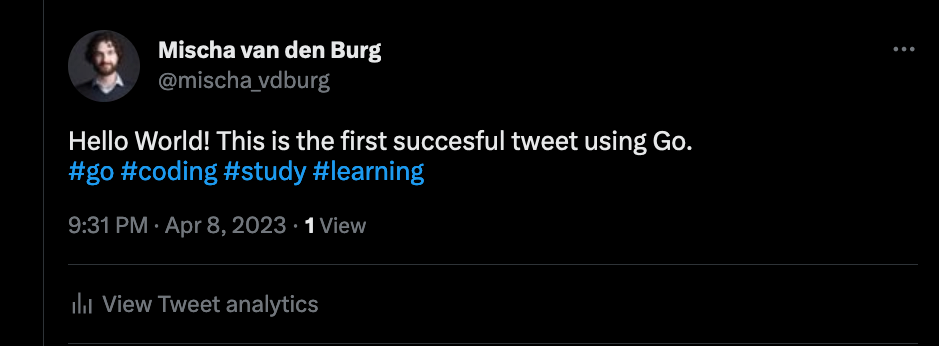 Mischa van den Burg
@mischa_vdburg
Hello World! This is the first succesful tweet using Go.
#go #coding #study #learning
9:31 PM · Apr 8, 2023 · 1 View
View Tweet analytics